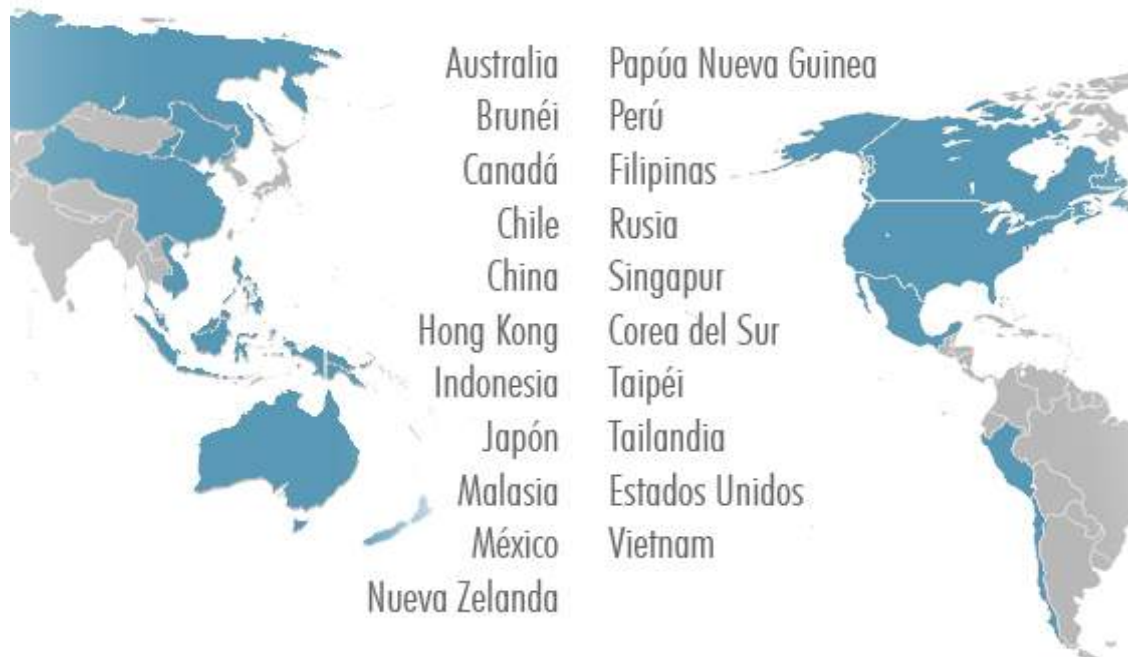 Australia
Brunéi
Canadá
Chile
China
Hong Kong
Indonesia
Japón
Malasia
México
Nueva Zelanda
Papúa Nueva Guinea
Perú
Filipinas
Rusia
Singapur
Corea del Sur
Taipéi
Tailandia
Estados Unidos
Vietnam